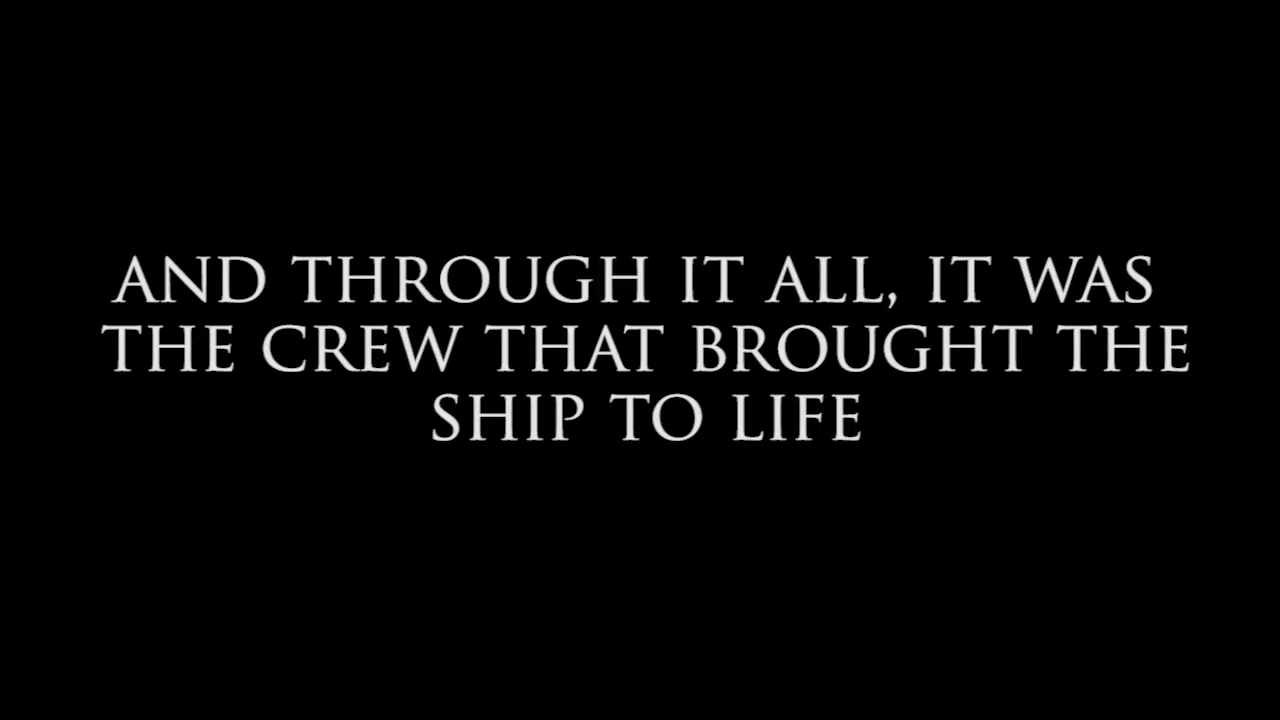 AND THROUGH IT ALL, IT WAS
THE CREW THAT BROUGHT THE
SHIP TO LIFE